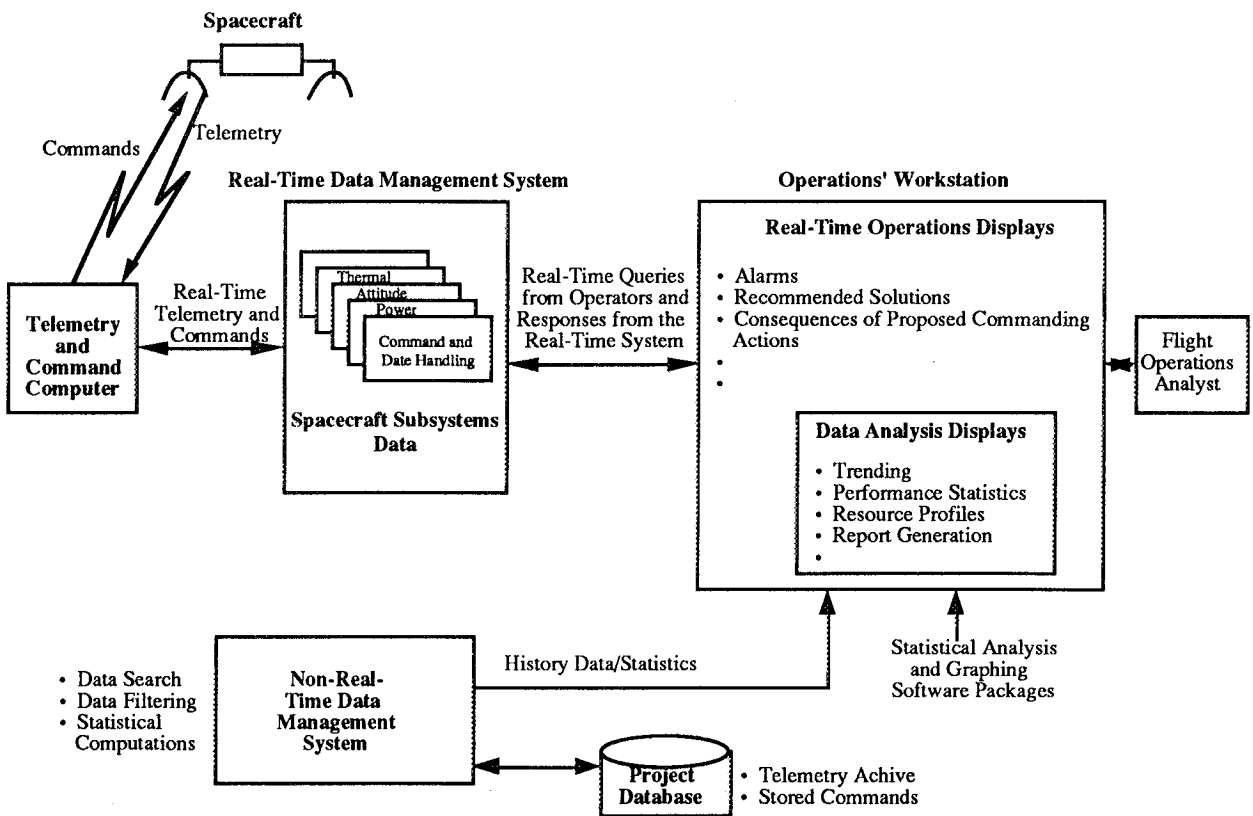 Spacecraft
Commands
Telemetry
Real-Time Data Management System
Operations' Workstation
Telemetry
and
Command
Computer
Real-Time
Telemetry and
Commands
Thermal
Attitude
Power
Command and
Date Handling
Spacecraft Subsystems
Data
Real-Time Queries
from Operators and
Responses from the
Real-Time System
Real-Time Operations Displays
• Alarms
• Recommended Solutions
• Consequences of Proposed Commanding
Actions
•
•
Data Analysis Displays
• Trending
• Performance Statistics
• Resource Profiles
• Report Generation
•
Flight
Operations
Analyst
• Data Search
• Data Filtering
• Statistical
Computations
Non-Real-
Time Data
Management
System
History Data/Statistics
Statistical Analysis
and Graphing
Software Packages
Project
Database
• Telemetry Achive
• Stored Commands